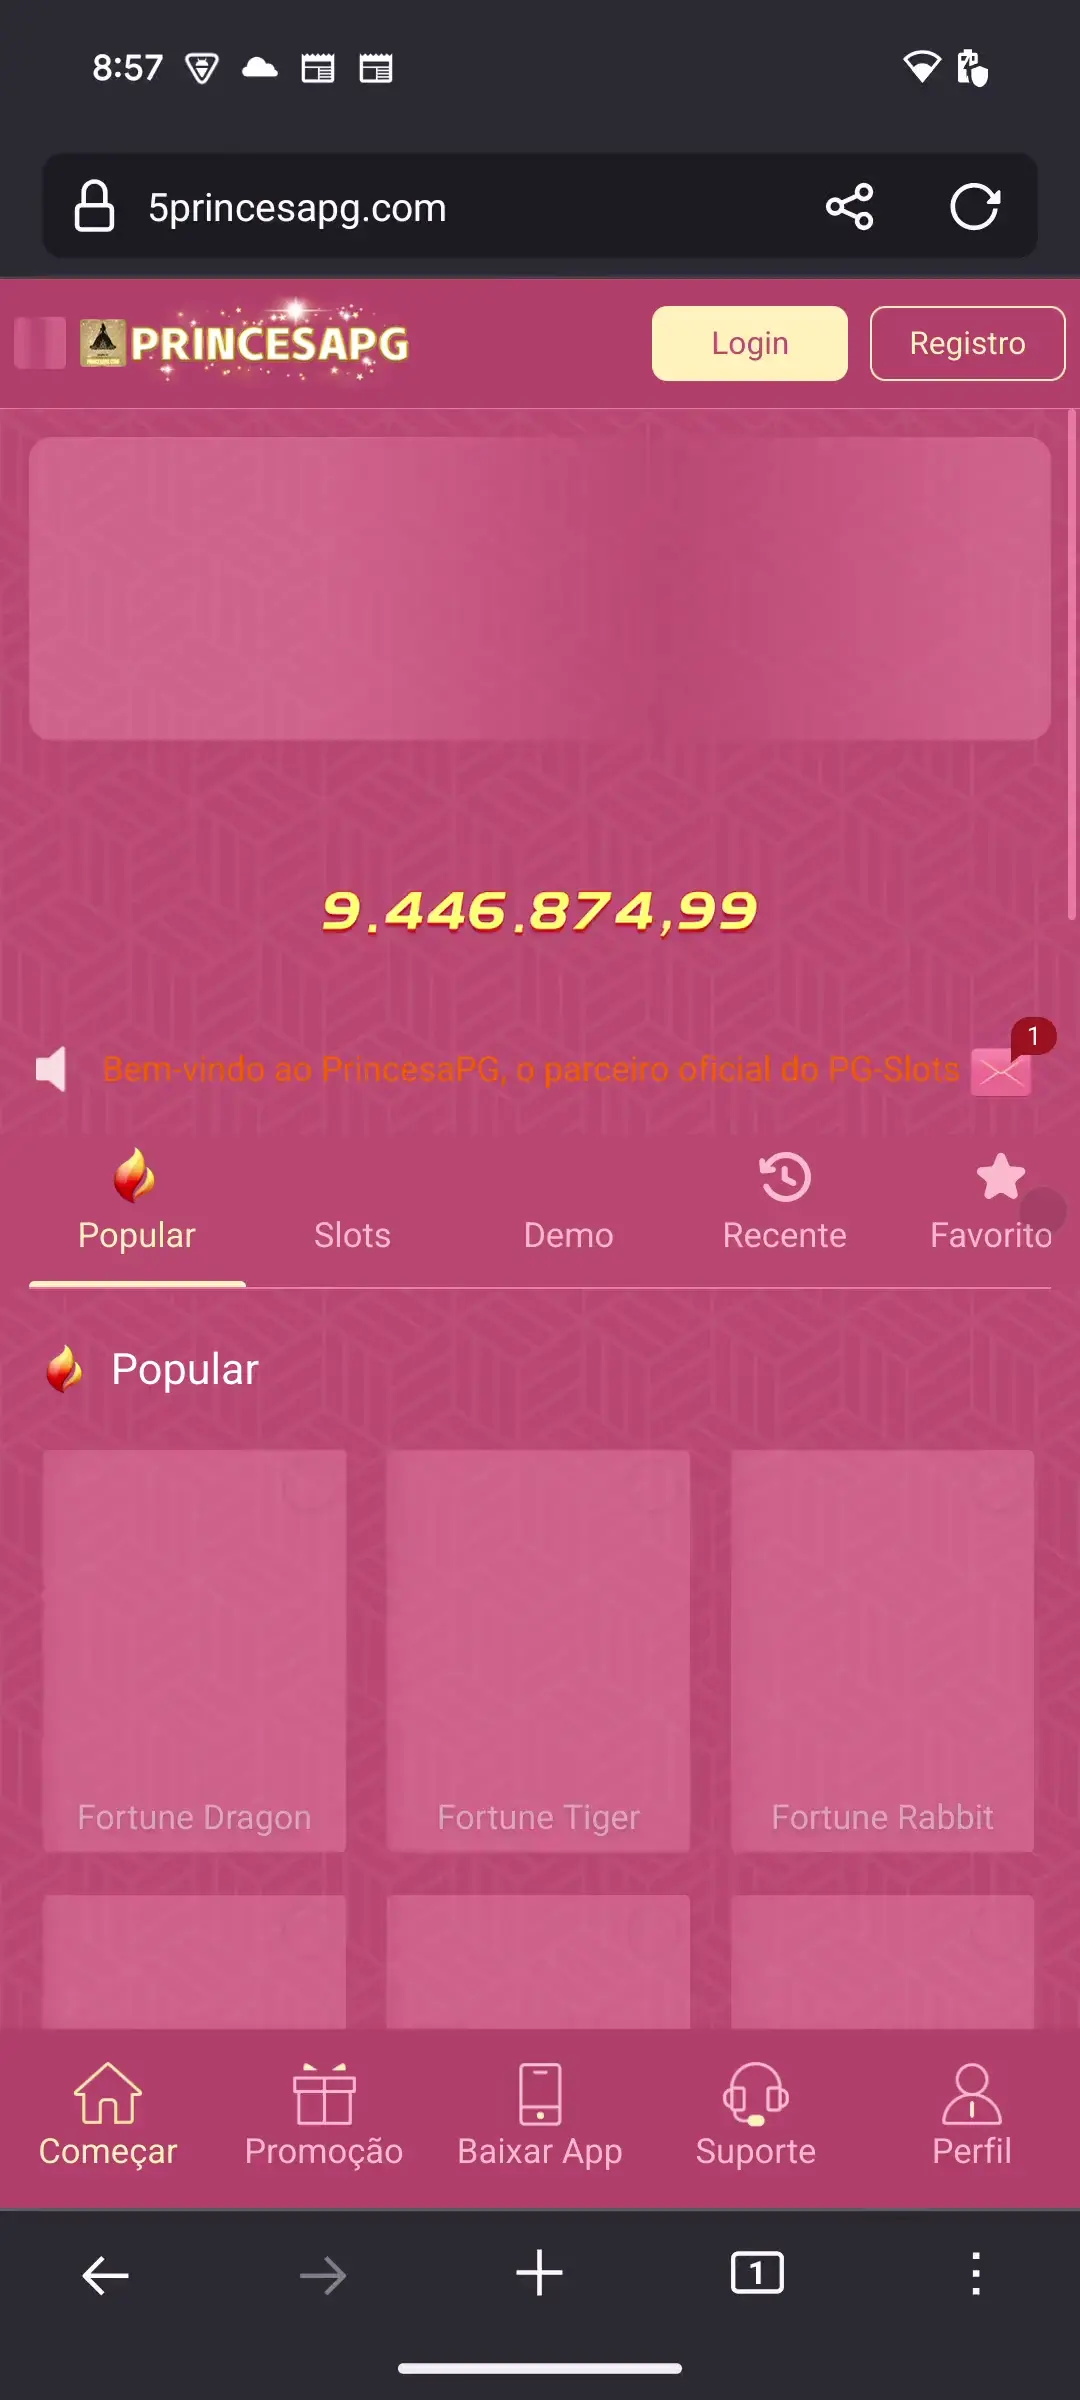 8:57
5princesapg.com
PRINCESAPG
Login
Registro
9.446.874,99
1
Bem-vindo ao PrincesaPG, o parceiro oficial do PG-Slots
Popular
Slots
Demo
Recente
Favorito
Popular
Fortune Dragon
Fortune Tiger
Fortune Rabbit
Começar
Promoção
Baixar App
Suporte
Perfil
1